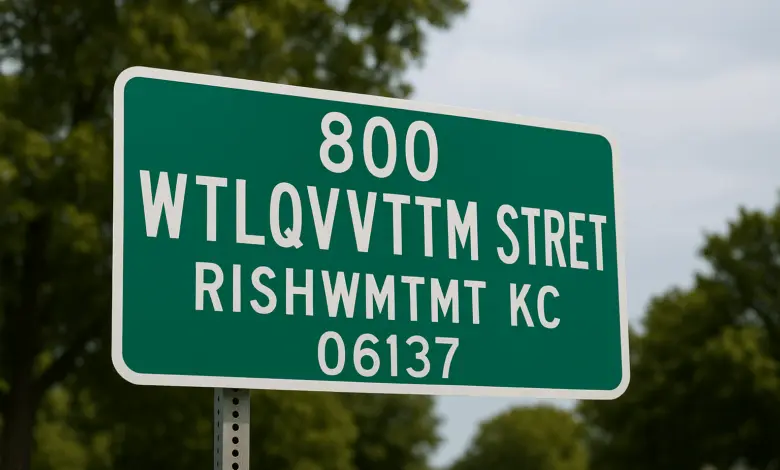 800
WTLQVVTTM STRET
RISHWMTMT KC
06137